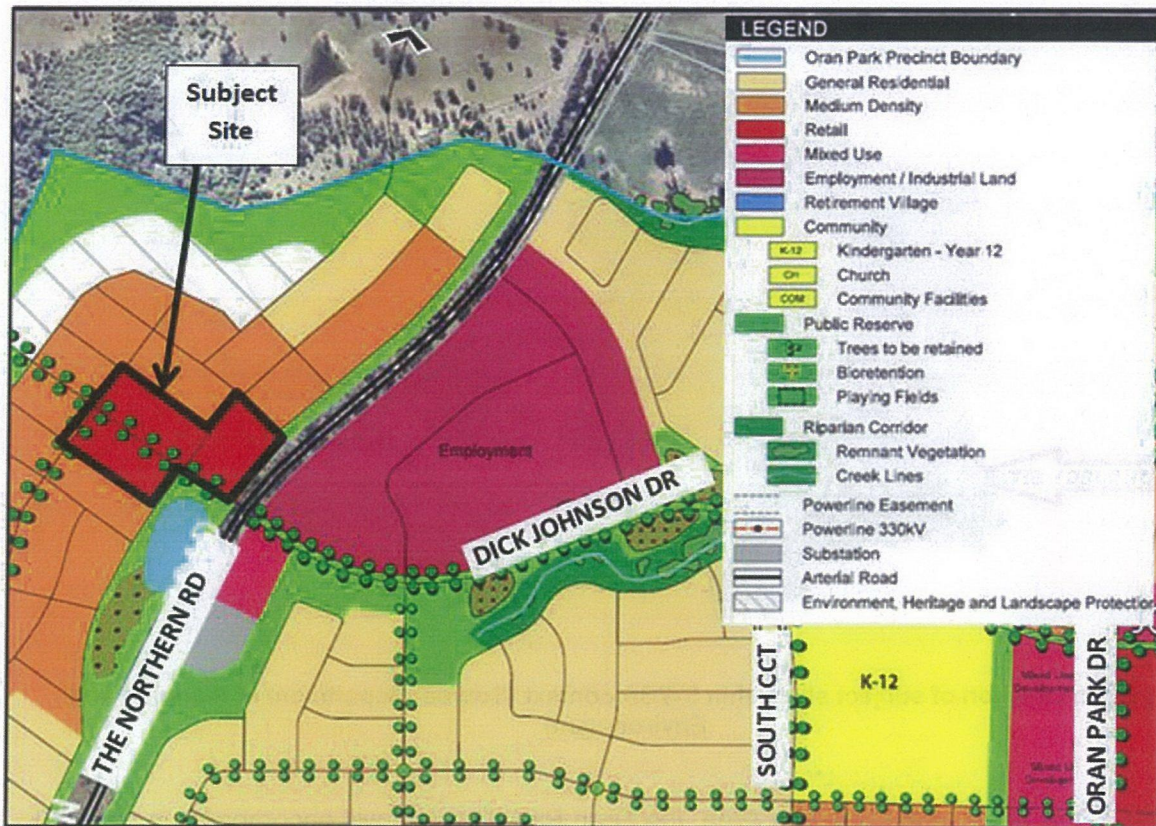 Subject
Site
LEGEND
Oran Park Precinct Boundary
General Residential
Medium Density
Retail
Mixed Use
Employment / Industrial Land
Retirement Village
Community
K-12 Kindergarten - Year 12
CH Church
COM Community Facilities
Public Reserve
Trees to be retained
Bioretention
Playing Fields
Riparian Corridor
Remnant Vegetation
Creek Lines
Powerline Easement
Powerline 330kV
Substation
Arterial Road
Environment, Heritage and Landscape Protection
Employment
DICK JOHNSON DR
THE NORTHERN RD
SOUTH CCT
K-12
ORAN PARK DR